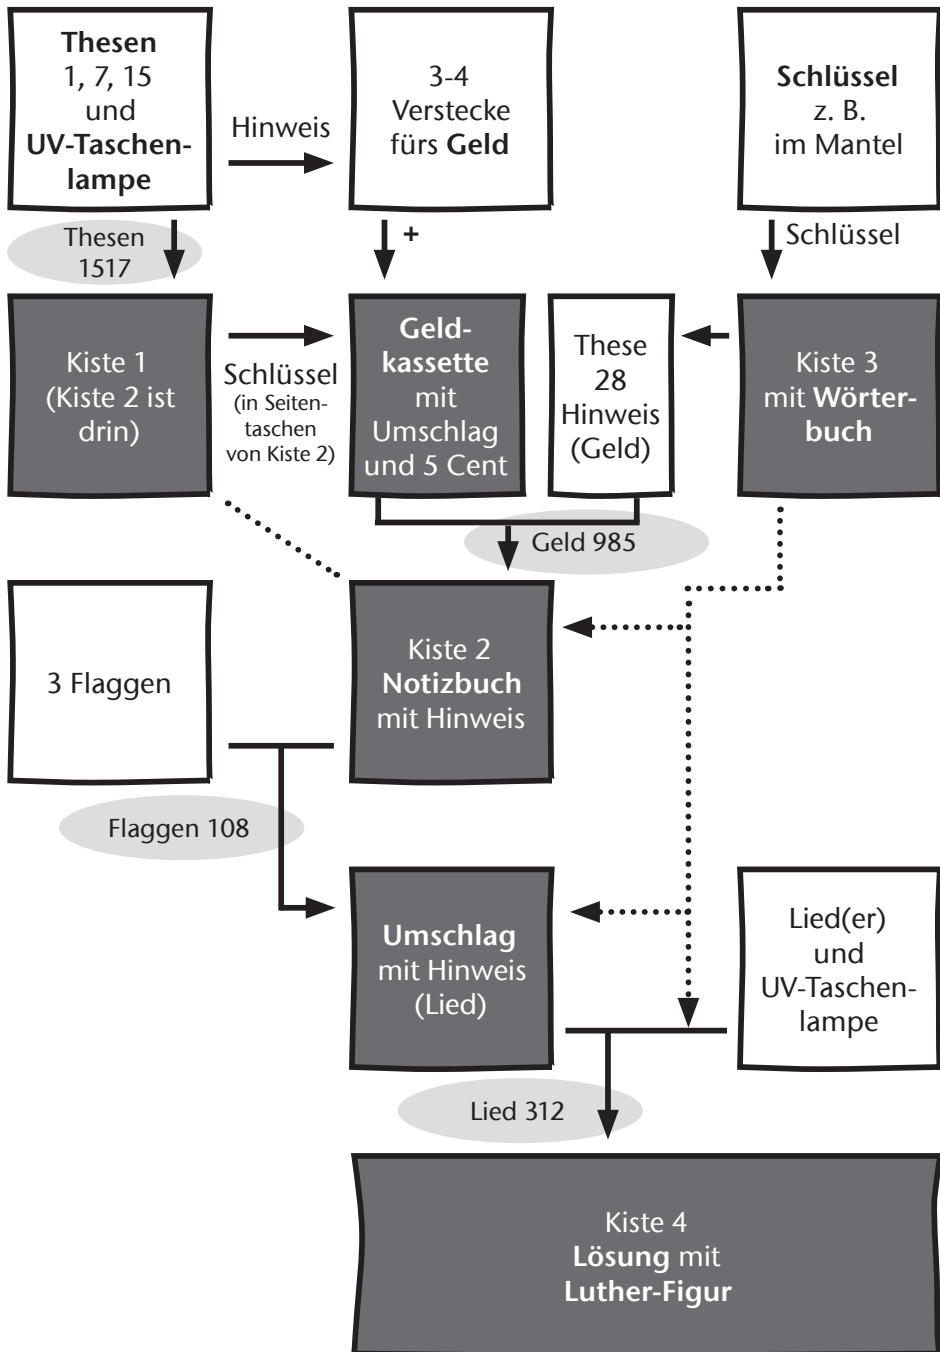 Thesen
1, 7, 15
und
UV-Taschen-
lampe
Hinweis
3-4
Verstecke
fürs Geld
Schlüssel
z. B.
im Mantel
Thesen
1517
+
Schlüssel
Kiste 1
(Kiste 2 ist
drin)
Schlüssel
(in Seiten-
taschen
von Kiste 2)
Geld-
kassette
mit
Umschlag
und 5 Cent
These
28
Hinweis
(Geld)
Kiste 3
mit Wörter-
buch
Geld 985
3 Flaggen
Kiste 2
Notizbuch
mit Hinweis
Flaggen 108
Umschlag
mit Hinweis
(Lied)
Lied(er)
und
UV-Taschen-
lampe
Lied 312
Kiste 4
Lösung mit
Luther-Figur